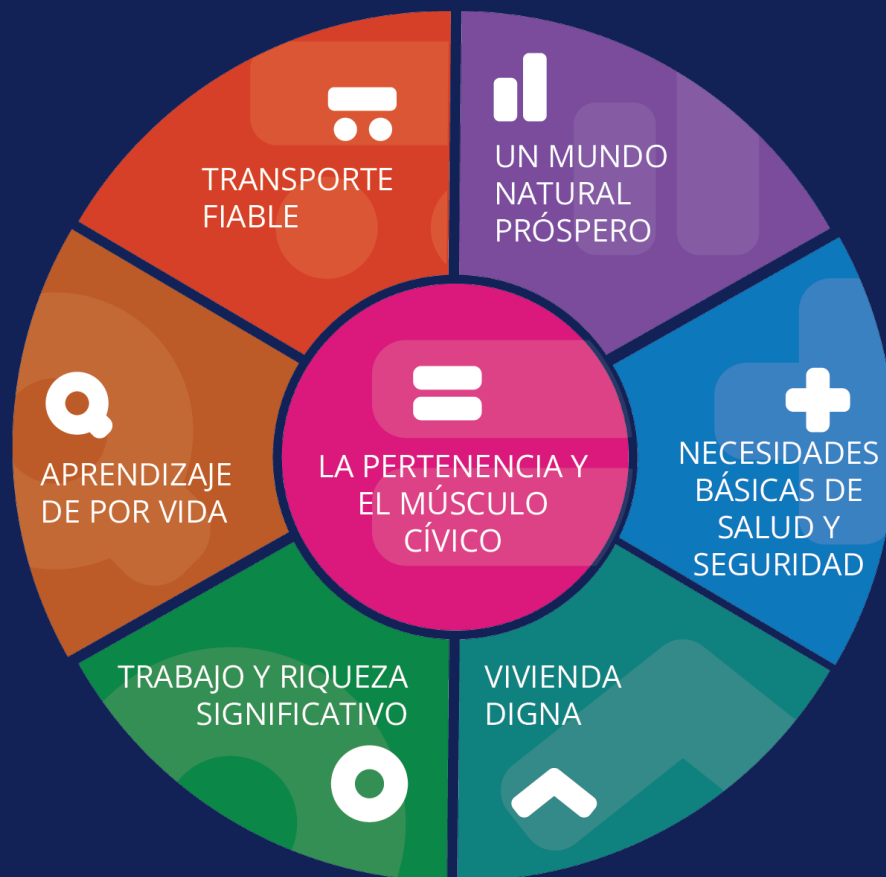 TRANSPORTE
FIABLE
UN MUNDO
NATURAL
PRÓSPERO
NECESIDADES
BÁSICAS DE
SALUD Y
SEGURIDAD
VIVIENDA
DIGNA
TRABAJO Y RIQUEZA
SIGNIFICATIVO
APRENDIZAJE
DE POR VIDA
LA PERTENENCIA Y
EL MÚSCULO
CÍVICO